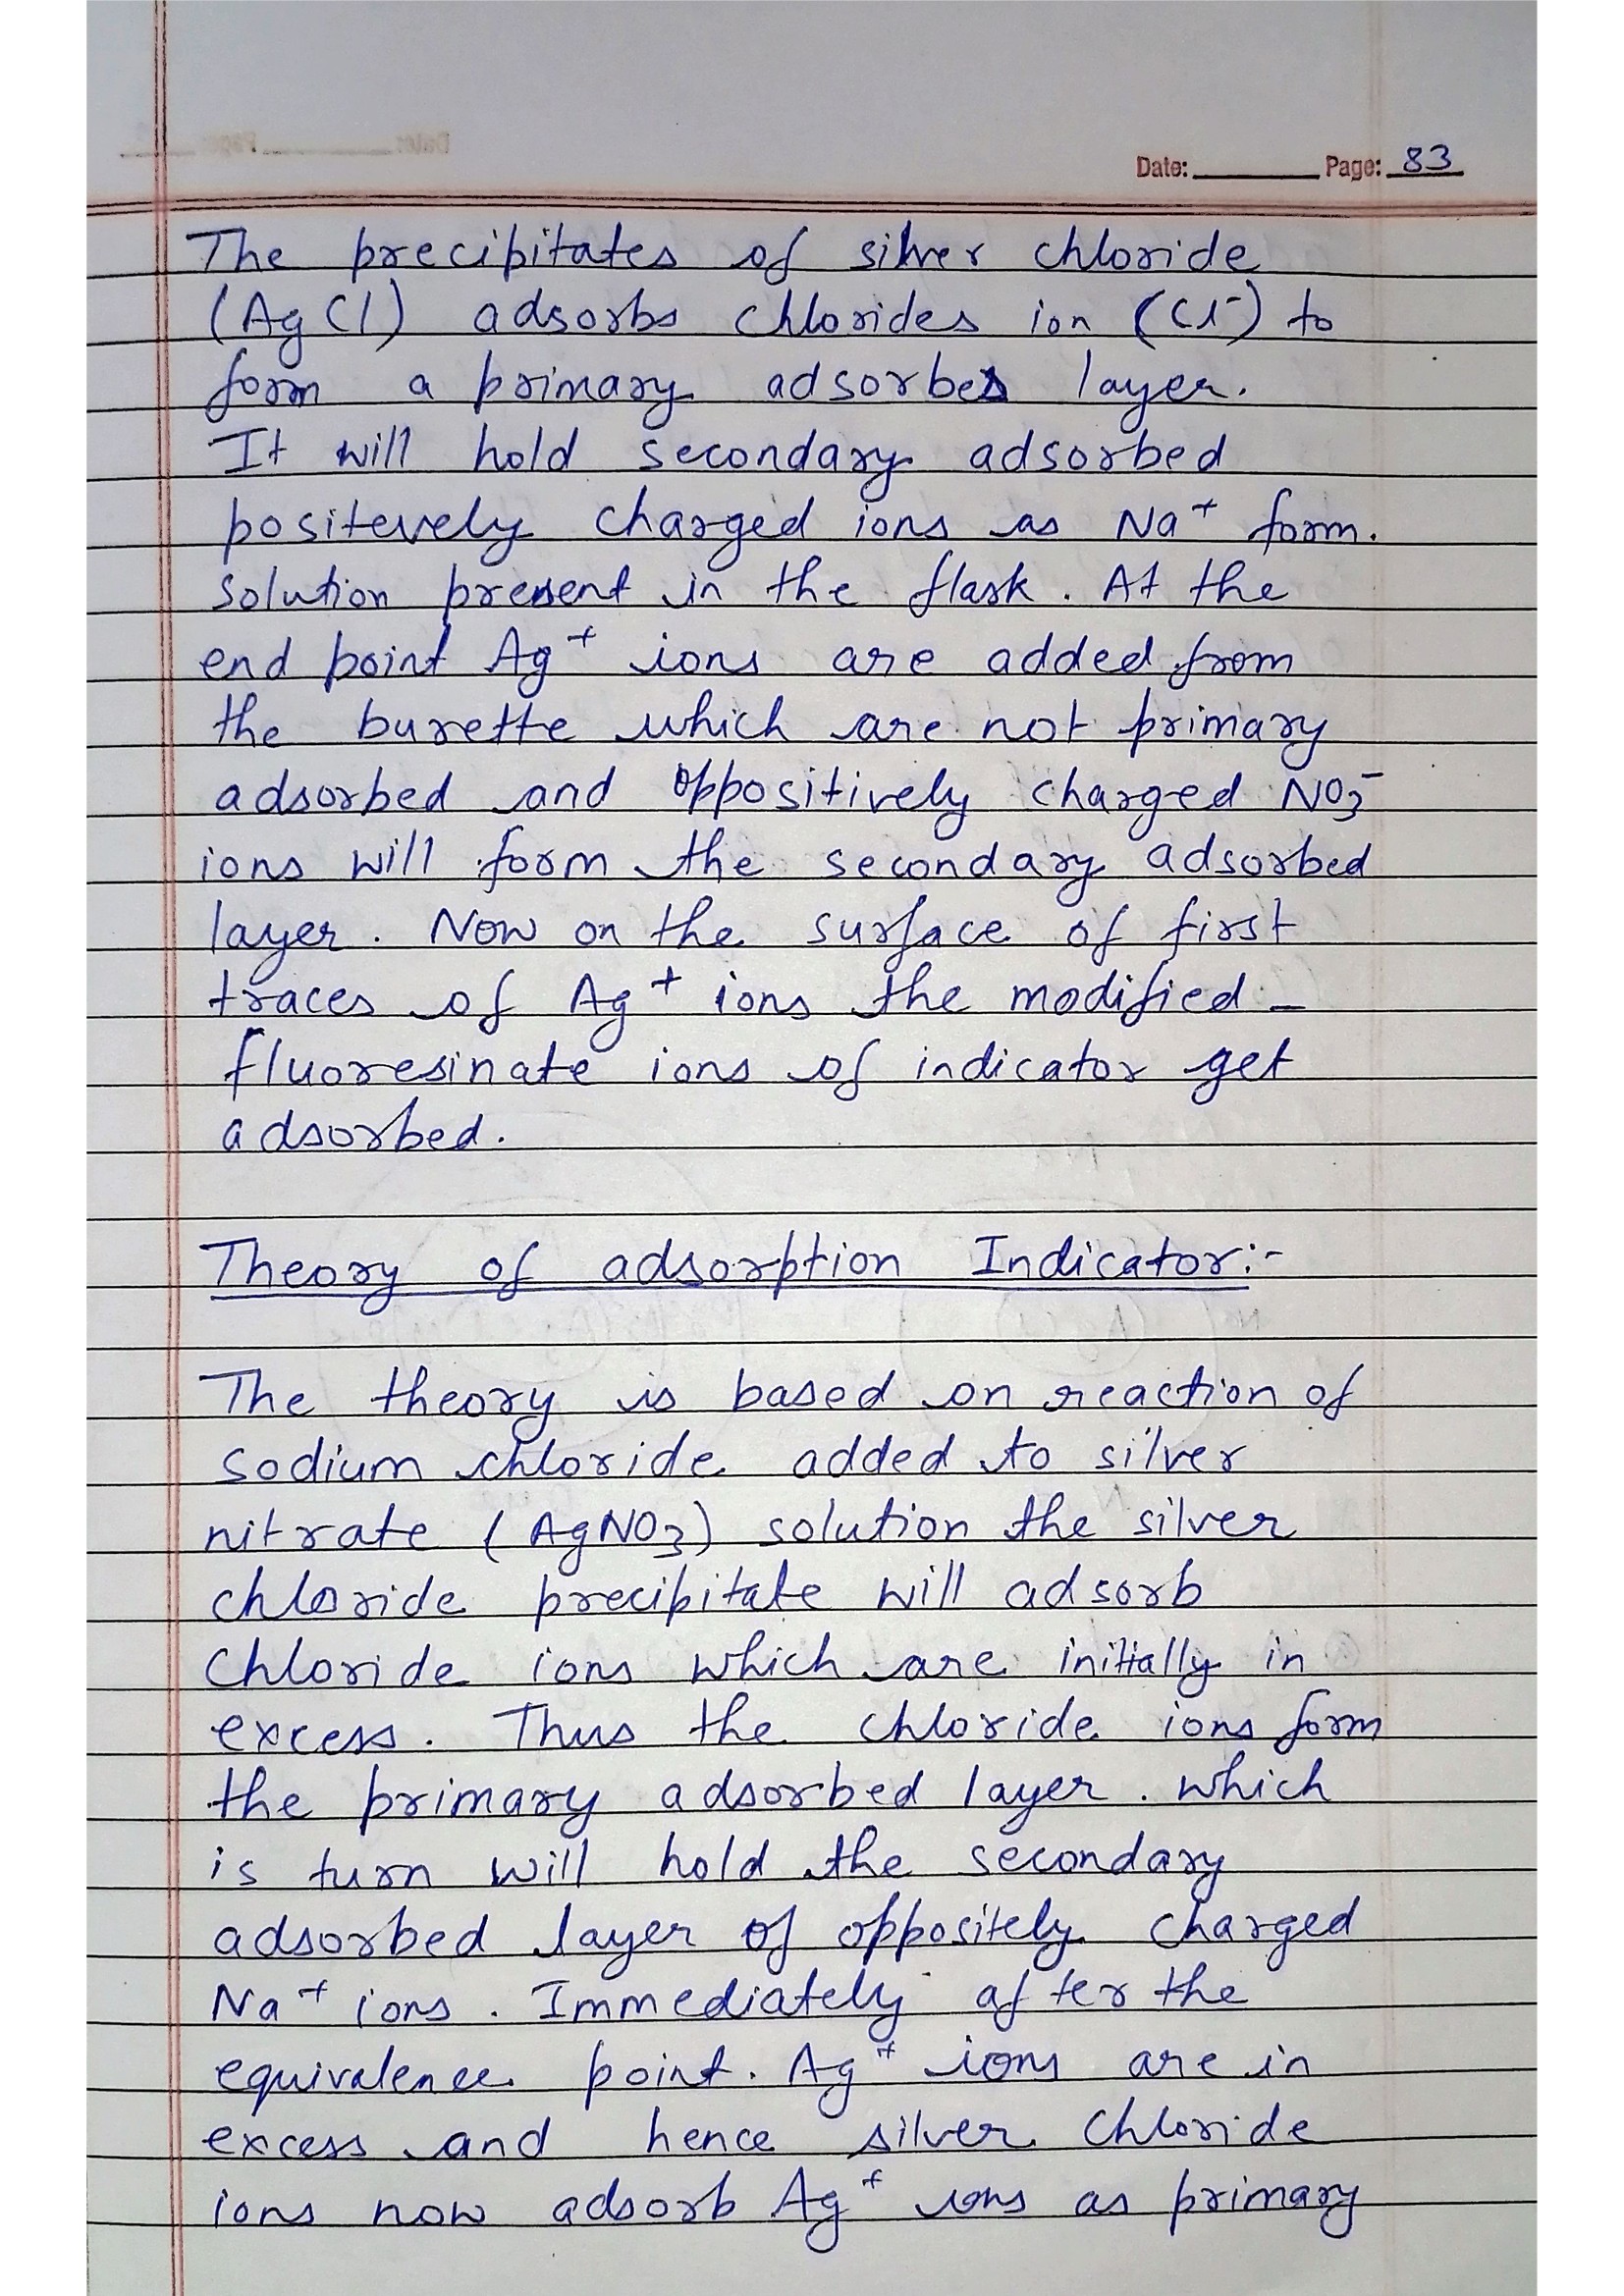 Date: ________ Page: 83
The precipitates of silver chloride
(AgCl) adsorbs chlorides ion (Cl⁻) to
form a primary adsorbes layer.
It will hold secondary adsorbed
positevely charged ions as Na⁺ form.
solution present in the flask. At the
end point Ag⁺ ions are added from
the burette which are not primary
adsorbed and oppositively charged NO₃⁻
ions will form the secondary adsorbed
layer. Now on the surface of first
traces of Ag⁺ ions the modified -
fluoresinate ions of indicator get
adsorbed.
Theory of adsorption Indicator:-
The theory is based on reaction of
sodium chloride added to silver
nitrate (AgNO₃) solution the silver
chloride precipitate will adsorb
chloride ions which are initially in
excess. Thus the chloride ions form
the primary adsorbed layer. which
is turn will hold the secondary
adsorbed layer of oppositely charged
Na⁺ ions. Immediately after the
equivalence point. Ag⁺ ions are in
excess and hence silver chloride
ions now adsorb Ag⁺ ions as primary